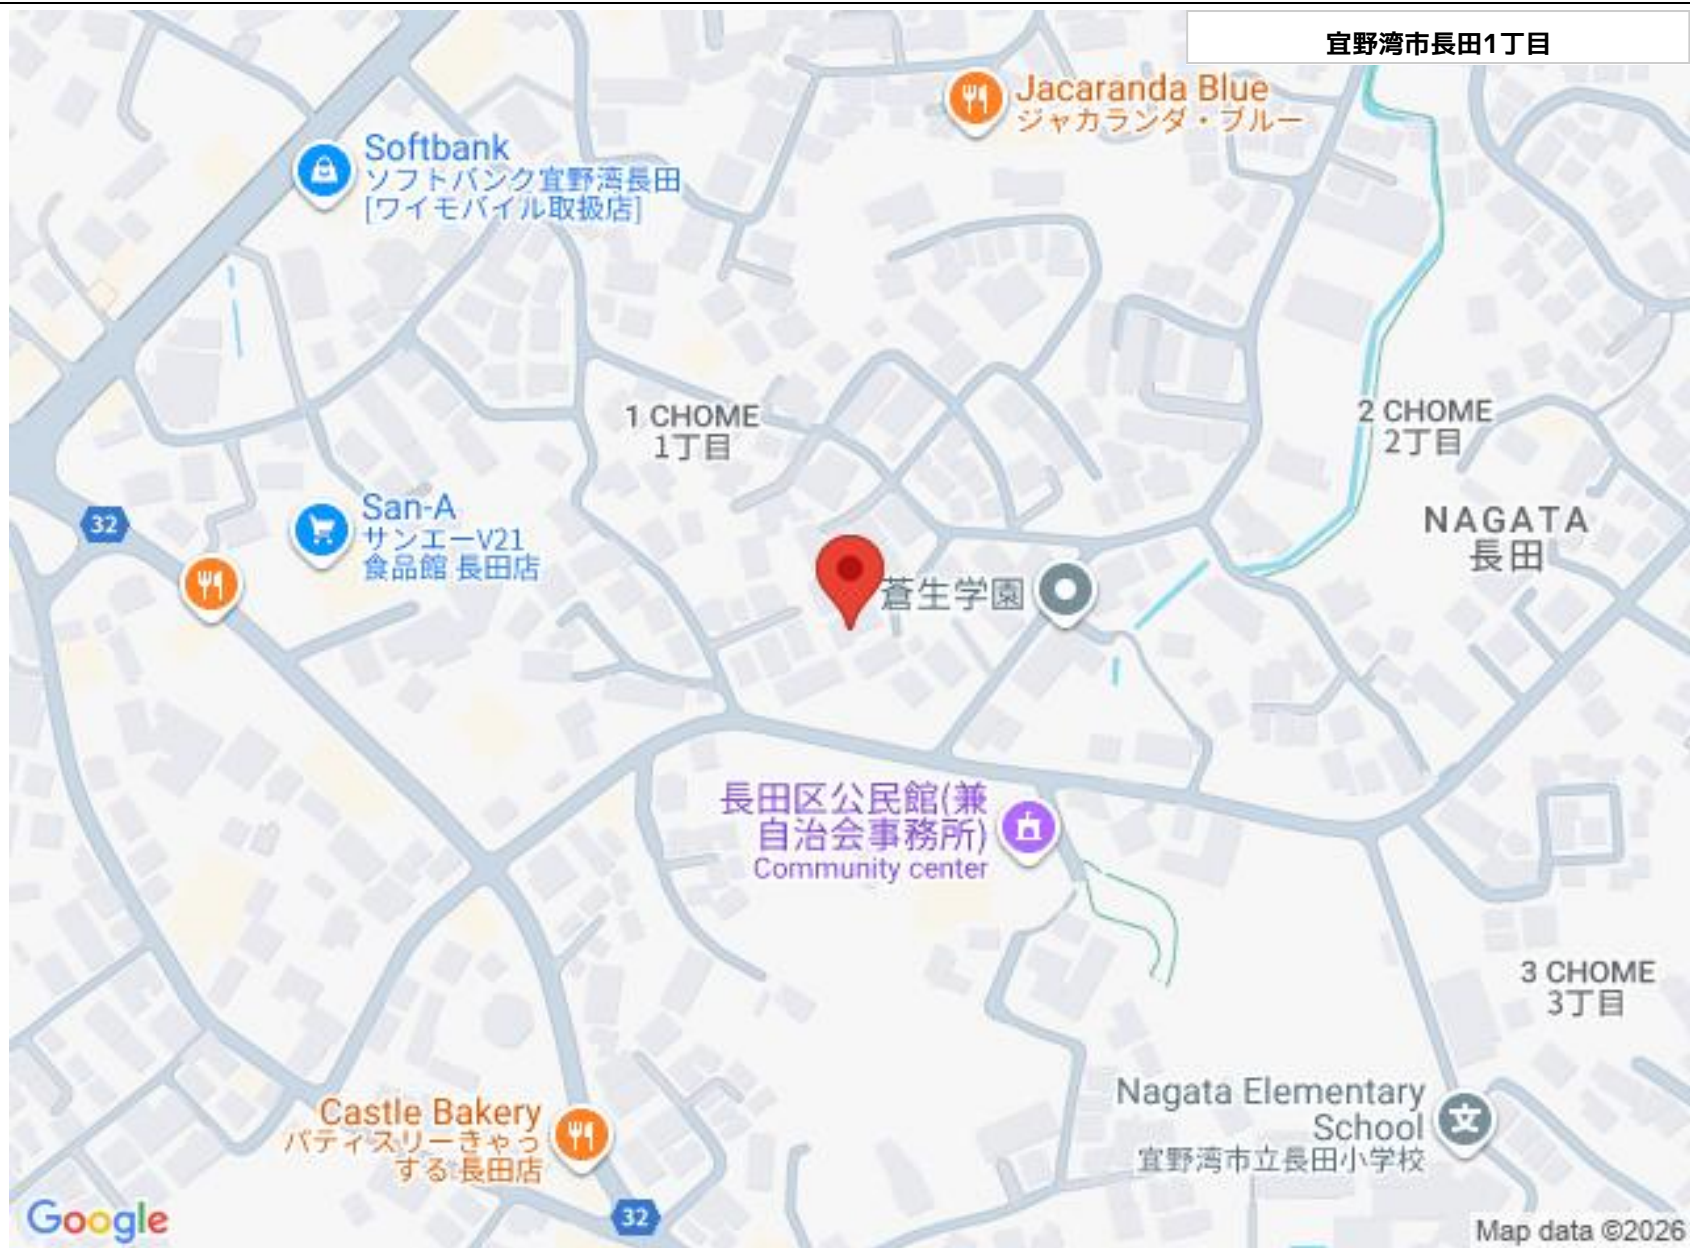 宜野湾市長田1丁目
Jacaranda Blue
ジャカランダ・ブルー
Softbank
ソフトバンク宜野湾長田
[ワイモバイル取扱店]
1 CHOME
1丁目
2 CHOME
2丁目
San-A
サンエーV21
食品館 長田店
32
NAGATA
長田
蒼生学園
長田区公民館(兼
自治会事務所)
Community center
3 CHOME
3丁目
Castle Bakery
パティスリーきゃっ
する 長田店
Nagata Elementary
School
宜野湾市立長田小学校
32
Google
Map data ©2026